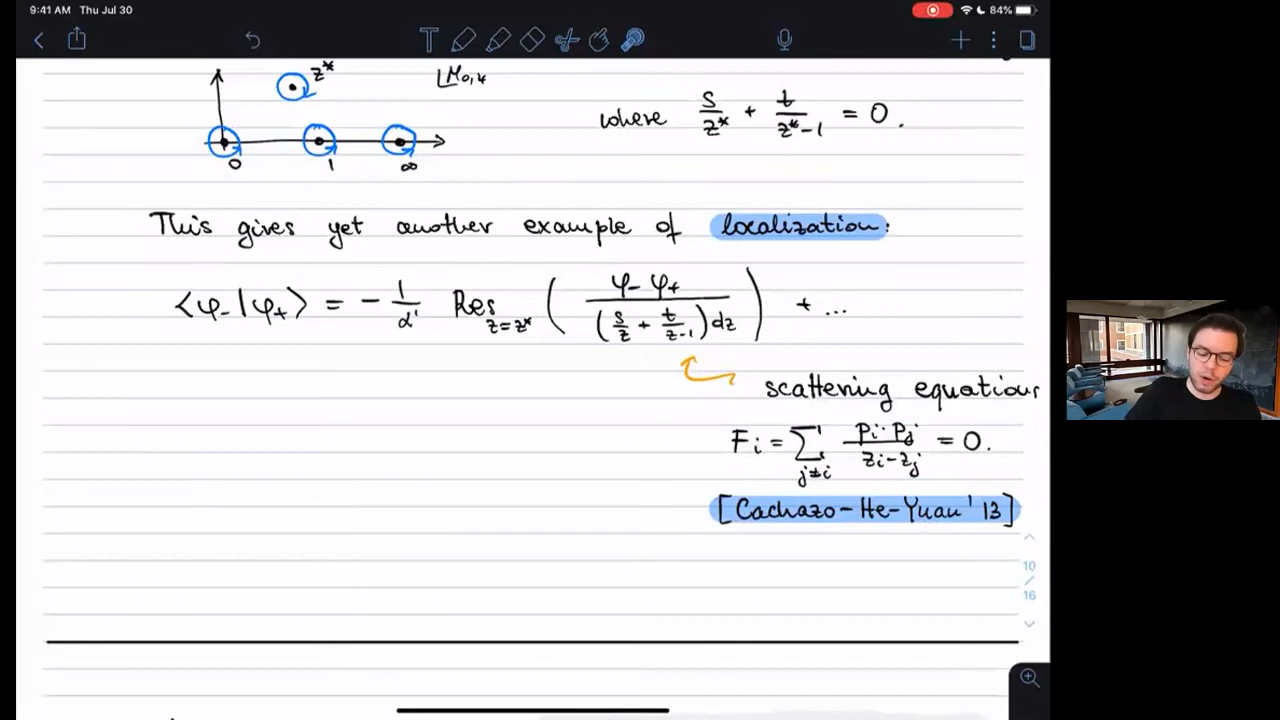 9:41 AM Thu Jul 30
84%
z*
M₀,₄
0
1
∞
where s/z* + t/(z*-1) = 0.
This gives yet another example of localization:
⟨φ₋|φ₊⟩ = - 1/α' Res_{z=z*} ( φ₋ φ₊ / (s/z + t/(z-1)) dz ) + ...
scattering equations
Fᵢ = Σ_{j≠i} pᵢ·pⱼ / (zᵢ-zⱼ) = 0.
[Cachazo-He-Yuan '13]
10
/
16